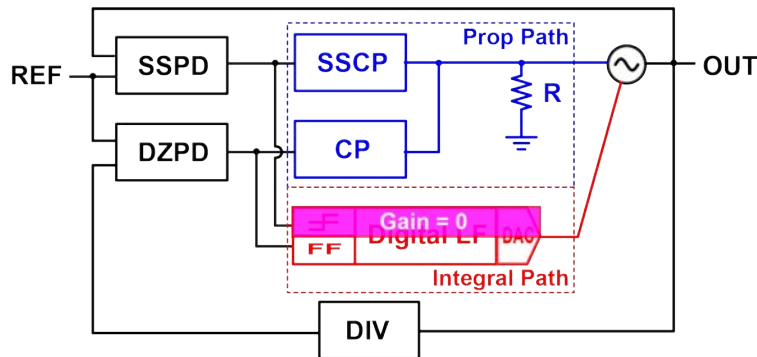 Prop Path
SSPD
SSCP
REF
OUT
R
DZPD
CP
Gain = 0
FF
Digital LF
DAC
Integral Path
DIV